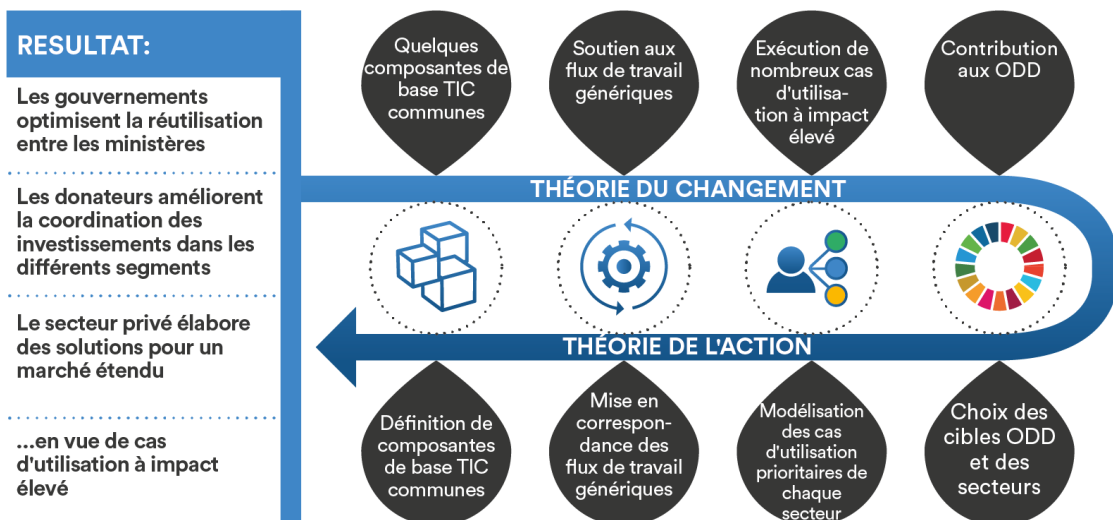 RESULTAT:
Les gouvernements
optimisent la réutilisation
entre les ministères
Les donateurs améliorent
la coordination des
investissements dans les
différents segments
Le secteur privé élabore
des solutions pour un
marché étendu
...en vue de cas
d'utilisation à impact
élevé
Quelques
composantes de
base TIC
communes
Soutien aux
flux de travail
génériques
Exécution de
nombreux cas
d'utilisa-
tion à impact
élevé
Contribution
aux ODD
THÉORIE DU CHANGEMENT
THÉORIE DE L'ACTION
Définition de
composantes
de base TIC
communes
Mise en
correspon-
dance des
flux de travail
génériques
Modélisation
des cas
d'utilisation
prioritaires de
chaque
secteur
Choix des
cibles ODD
et des
secteurs